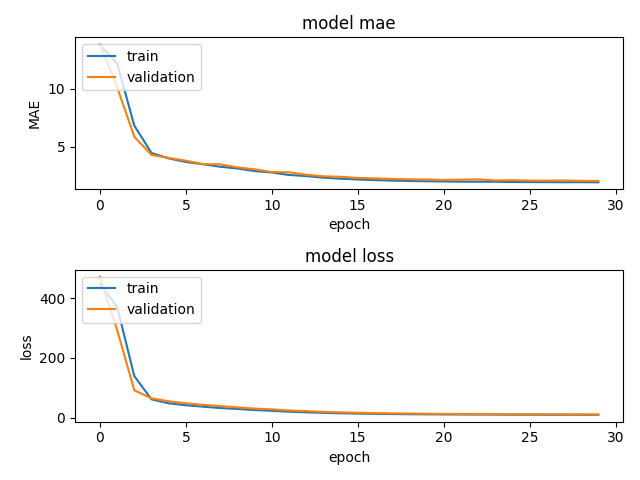 model mae
train
validation
10
5
MAE
0 5 10 15 20 25 30
epoch
model loss
train
validation
400
200
0
loss
0 5 10 15 20 25 30
epoch